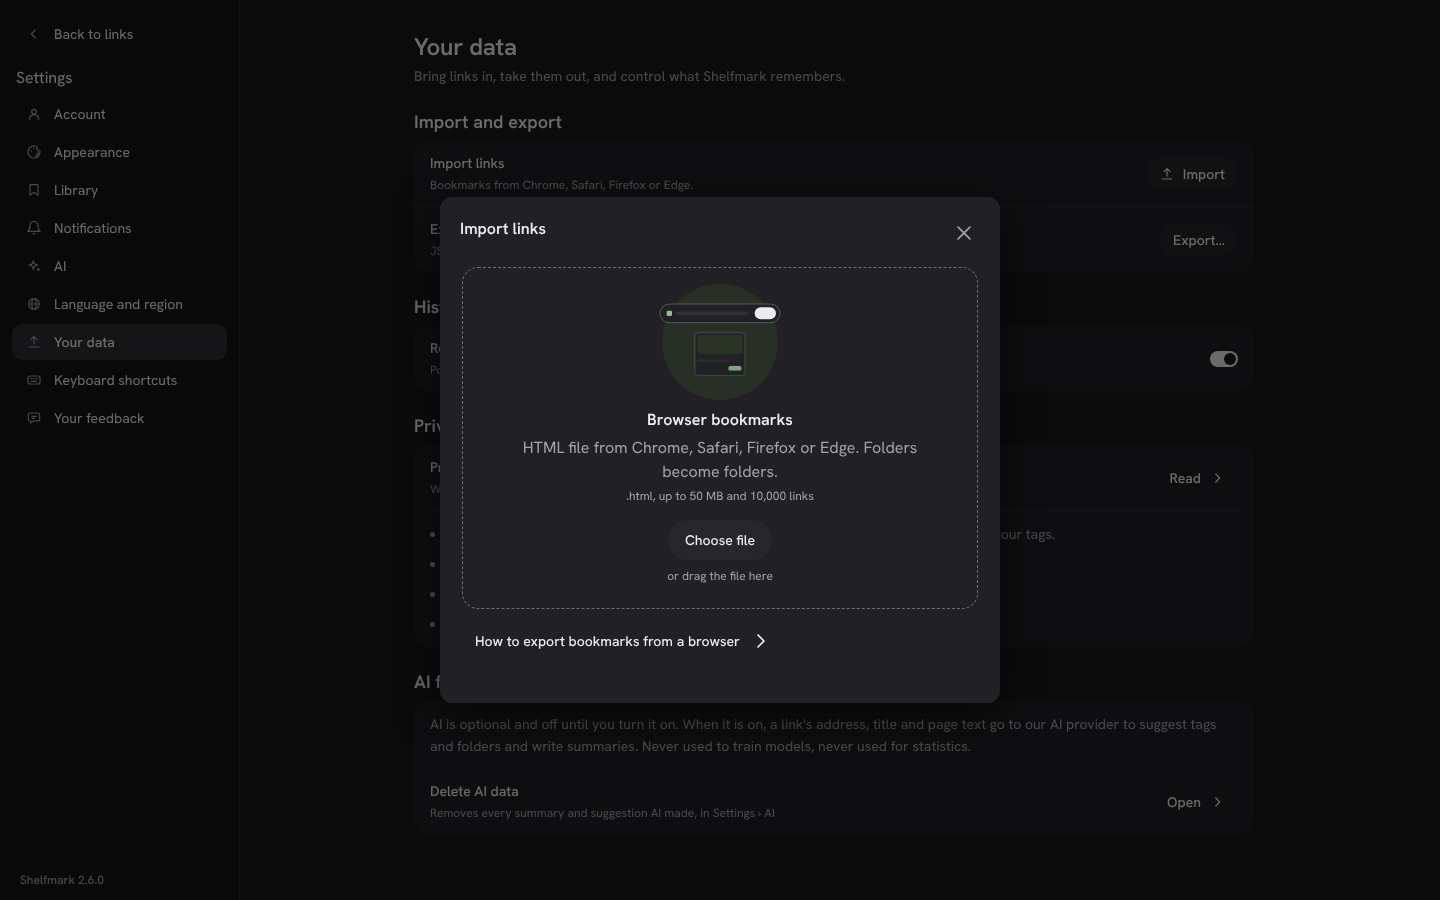 Back to links
Settings
Account
Appearance
Library
Notifications
AI
Language and region
Your data
Keyboard shortcuts
Your feedback
Shelfmark 2.6.0
Your data
Bring links in, take them out, and control what Shelfmark remembers.
Import and export
Import links
Bookmarks from Chrome, Safari, Firefox or Edge.
Import
Export...
Import links
Browser bookmarks
HTML file from Chrome, Safari, Firefox or Edge. Folders
become folders.
.html, up to 50 MB and 10,000 links
Choose file
or drag the file here
How to export bookmarks from a browser
Read
our tags.
AI is optional and off until you turn it on. When it is on, a link's address, title and page text go to our AI provider to suggest tags
and folders and write summaries. Never used to train models, never used for statistics.
Delete AI data
Removes every summary and suggestion AI made, in Settings › AI
Open